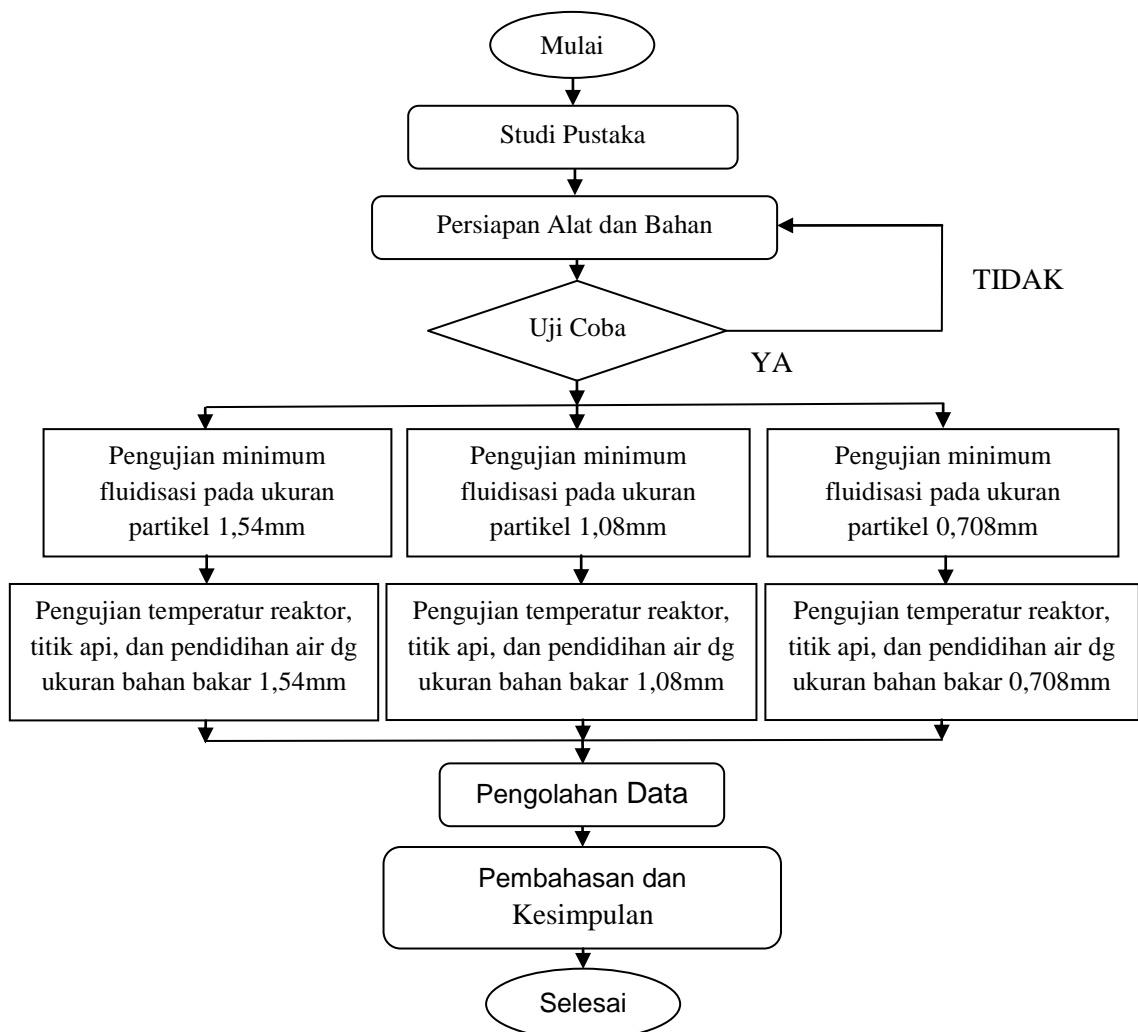 Mulai
Studi Pustaka
Persiapan Alat dan Bahan
TIDAK
Uji Coba
YA
Pengujian minimum
fluidisasi pada ukuran
partikel 1,54mm
Pengujian minimum
fluidisasi pada ukuran
partikel 1,08mm
Pengujian minimum
fluidisasi pada ukuran
partikel 0,708mm
Pengujian temperatur reaktor,
titik api, dan pendidihan air dg
ukuran bahan bakar 1,54mm
Pengujian temperatur reaktor,
titik api, dan pendidihan air dg
ukuran bahan bakar 1,08mm
Pengujian temperatur reaktor,
titik api, dan pendidihan air dg
ukuran bahan bakar 0,708mm
Pengolahan Data
Pembahasan dan
Kesimpulan
Selesai